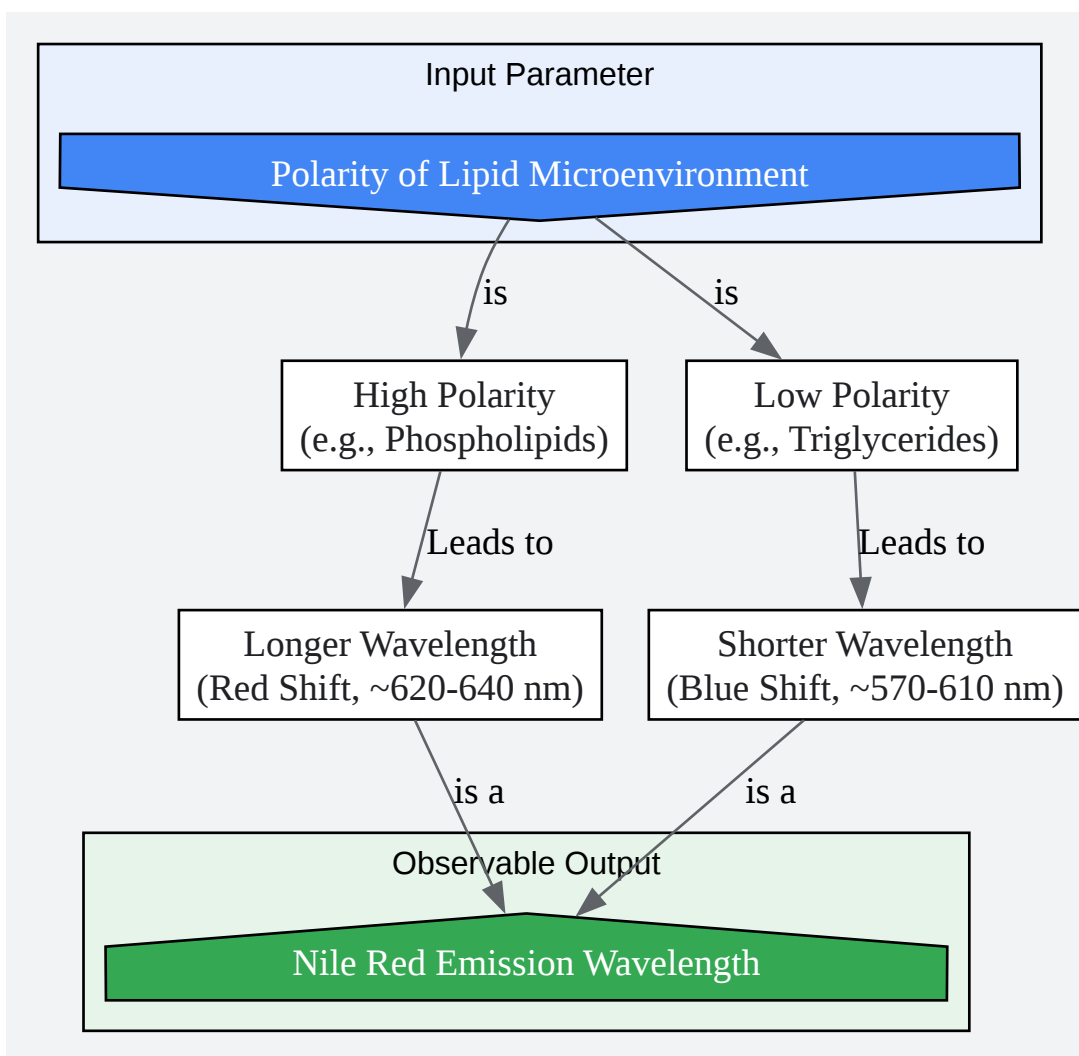 Input Parameter
Polarity of Lipid Microenvironment
is
is
High Polarity
(e.g., Phospholipids)
Low Polarity
(e.g., Triglycerides)
Leads to
Leads to
Longer Wavelength
(Red Shift, ~620-640 nm)
Shorter Wavelength
(Blue Shift, ~570-610 nm)
is a
is a
Observable Output
Nile Red Emission Wavelength